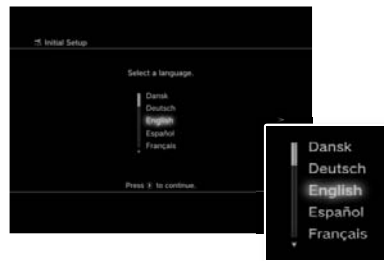 Initial Setup
Select a language.
Dansk
Deutsch
English
Español
Français
Press to continue.
Dansk
Deutsch
English
Español
Français